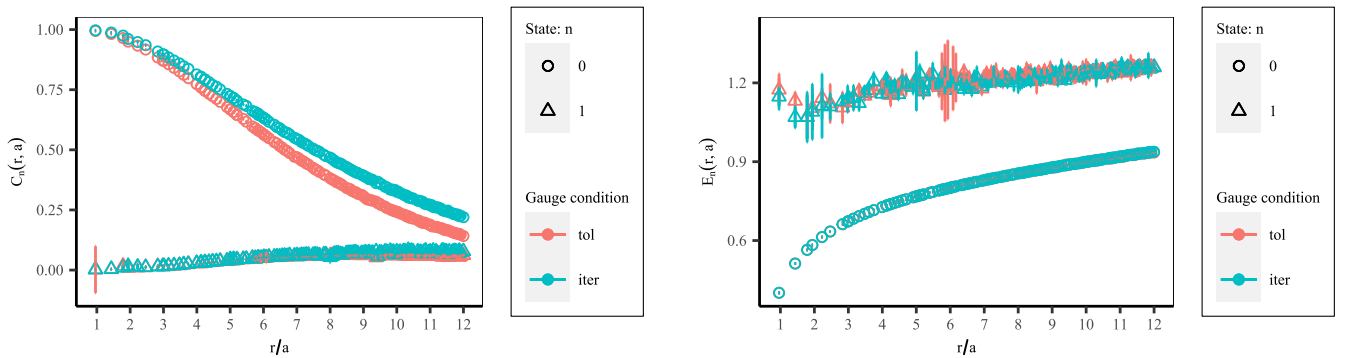 1.00
0.75
0.50
0.25
0.00
Cₙ(r, a)
1 2 3 4 5 6 7 8 9 10 11 12
r/a
State: n
0
1
Gauge condition
tol
iter
1.2
0.9
0.6
Eₙ(r, a)
1 2 3 4 5 6 7 8 9 10 11 12
r/a
State: n
0
1
Gauge condition
tol
iter